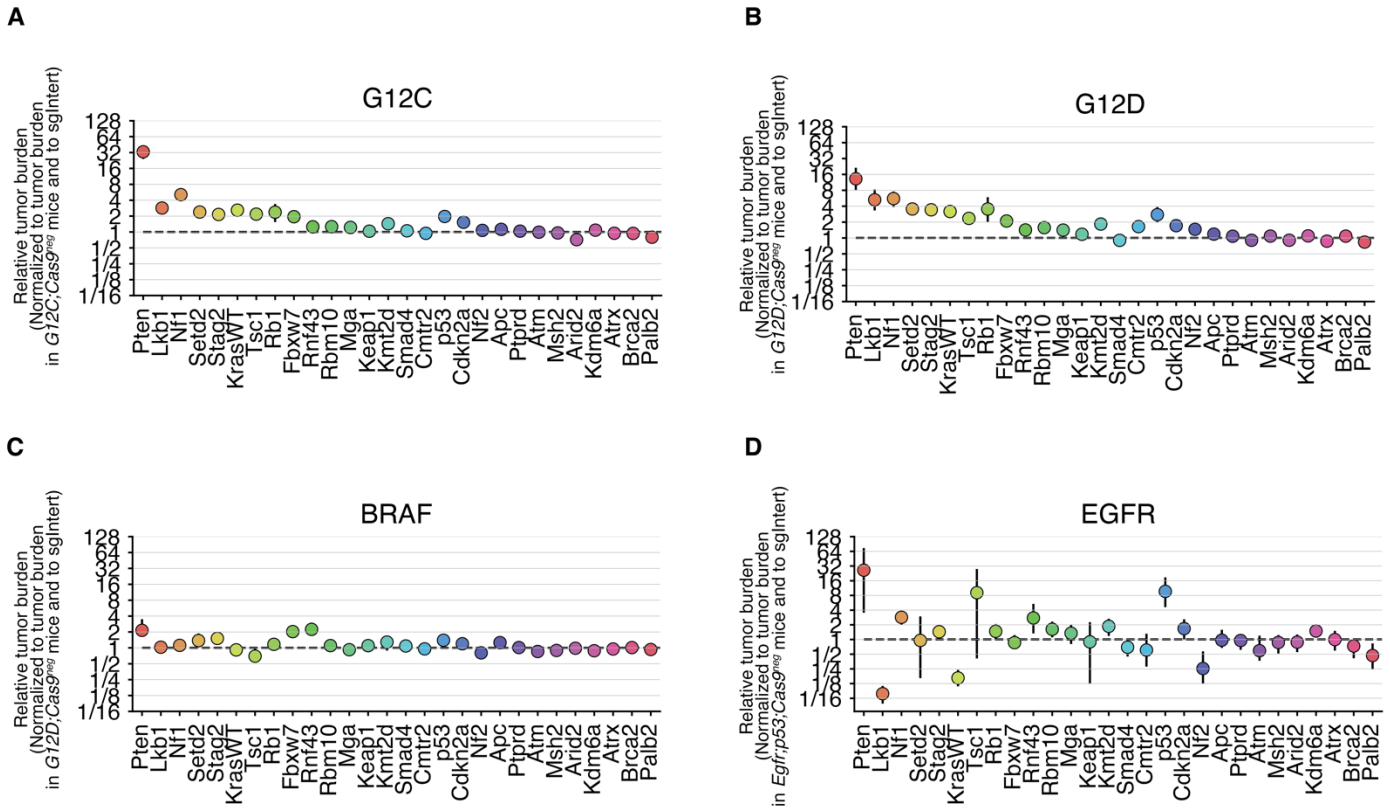 A
G12C
Relative tumor burden
(Normalized to tumor burden
in G12C;Cas9neg mice and to sgIntert)
128
64
32
16
8
4
2
1
1/2
1/4
1/8
1/16
Pten
Lkb1
Nf1
Setd2
Stag2
KrasWT
Tsc1
Rb1
Fbxw7
Rnf43
Rbm10
Mga
Keap1
Kmt2d
Smad4
Cmtr2
p53
Cdkn2a
Nf2
Apc
Ptprd
Atm
Msh2
Arid2
Kdm6a
Atrx
Brca2
Palb2
B
G12D
Relative tumor burden
(Normalized to tumor burden
in G12D;Cas9neg mice and to sgIntert)
128
64
32
16
8
4
2
1
1/2
1/4
1/8
1/16
Pten
Lkb1
Nf1
Setd2
Stag2
KrasWT
Tsc1
Rb1
Fbxw7
Rnf43
Rbm10
Mga
Keap1
Kmt2d
Smad4
Cmtr2
p53
Cdkn2a
Nf2
Apc
Ptprd
Atm
Msh2
Arid2
Kdm6a
Atrx
Brca2
Palb2
C
BRAF
Relative tumor burden
(Normalized to tumor burden
in G12D;Cas9neg mice and to sgIntert)
128
64
32
16
8
4
2
1
1/2
1/4
1/8
1/16
Pten
Lkb1
Nf1
Setd2
Stag2
KrasWT
Tsc1
Rb1
Fbxw7
Rnf43
Rbm10
Mga
Keap1
Kmt2d
Smad4
Cmtr2
p53
Cdkn2a
Nf2
Apc
Ptprd
Atm
Msh2
Arid2
Kdm6a
Atrx
Brca2
Palb2
D
EGFR
Relative tumor burden
(Normalized to tumor burden
in Egfr;p53;Cas9neg mice and to sgIntert)
128
64
32
16
8
4
2
1
1/2
1/4
1/8
1/16
Pten
Lkb1
Nf1
Setd2
Stag2
KrasWT
Tsc1
Rb1
Fbxw7
Rnf43
Rbm10
Mga
Keap1
Kmt2d
Smad4
Cmtr2
p53
Cdkn2a
Nf2
Apc
Ptprd
Atm
Msh2
Arid2
Kdm6a
Atrx
Brca2
Palb2